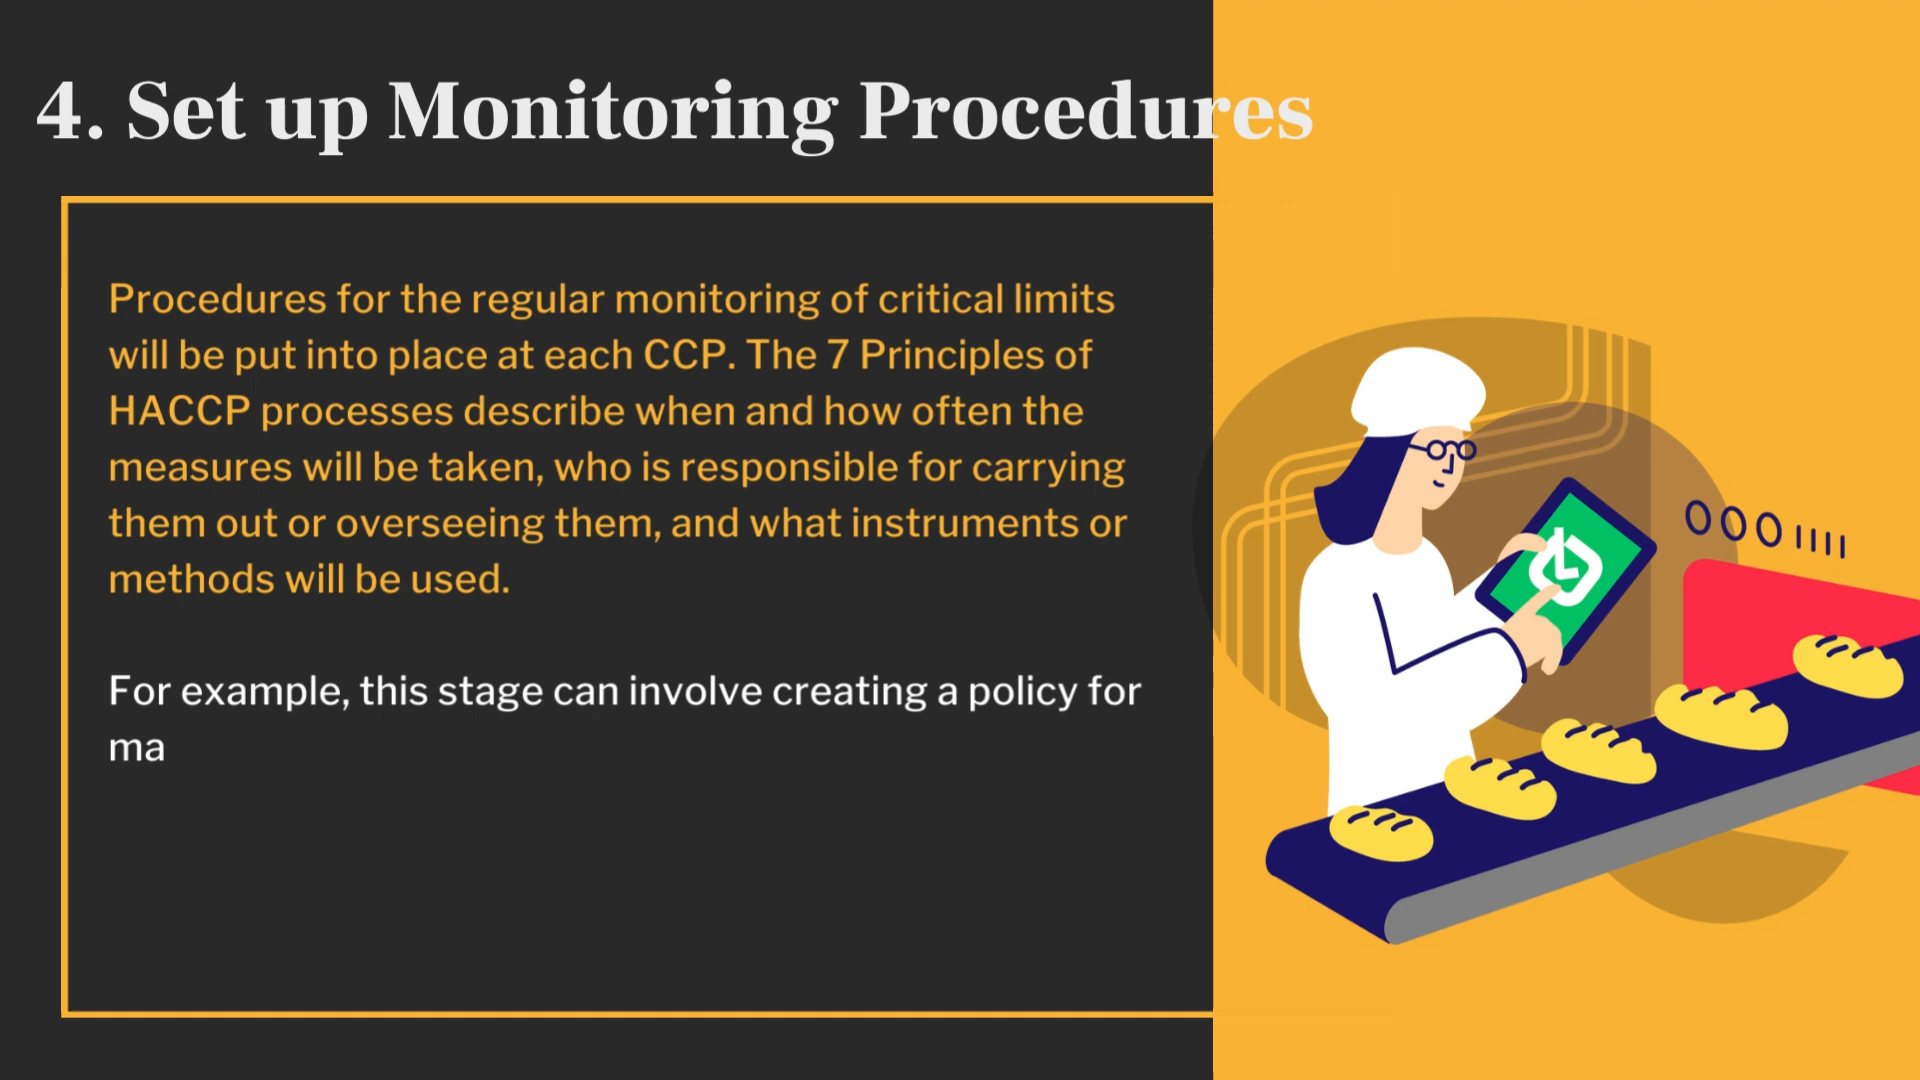 4. Set up Monitoring Procedures
Procedures for the regular monitoring of critical limits
will be put into place at each CCP. The 7 Principles of
HACCP processes describe when and how often the
measures will be taken, who is responsible for carrying
them out or overseeing them, and what instruments or
methods will be used.
For example, this stage can involve creating a policy for
ma